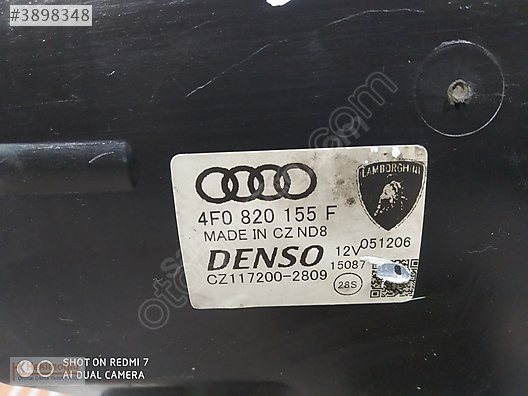 #3898348
LAMBORGHINI
4F0 820 155 F
MADE IN CZ ND8
DENSO
12V
051206
15087
CZ117200-2809
28S
SHOT ON REDMI 7
AI DUAL CAMERA